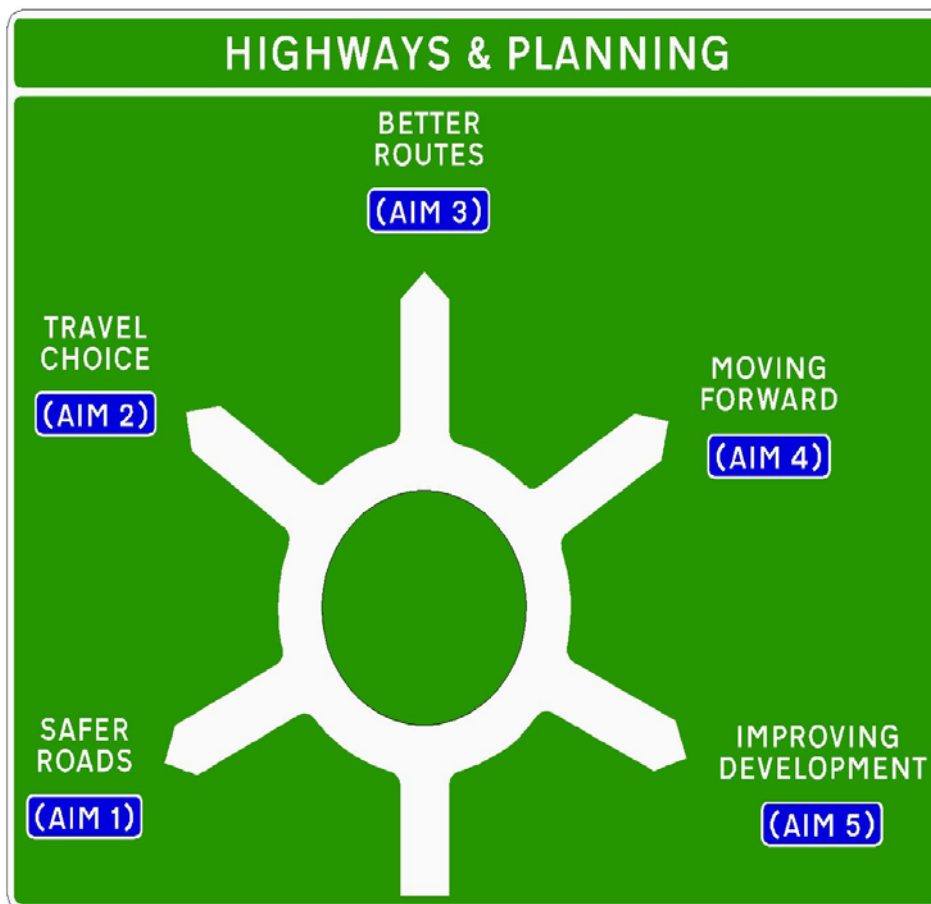 HIGHWAYS & PLANNING
BETTER
ROUTES
(AIM 3)
TRAVEL
CHOICE
(AIM 2)
MOVING
FORWARD
(AIM 4)
SAFER
ROADS
(AIM 1)
IMPROVING
DEVELOPMENT
(AIM 5)